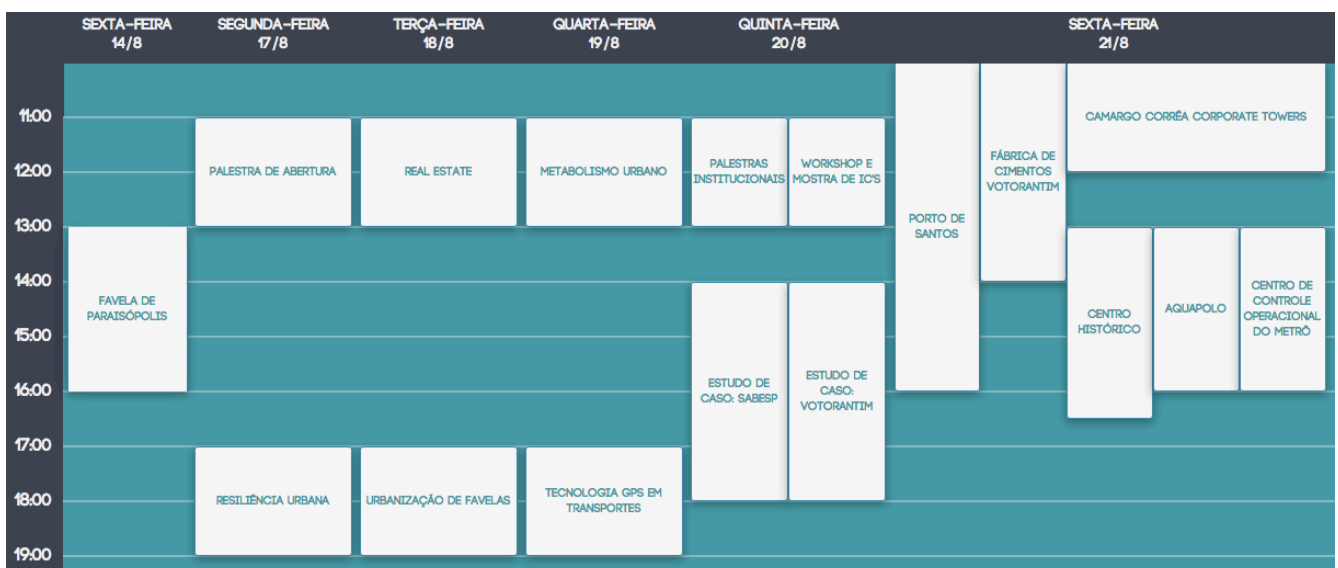 SEXTA-FEIRA
14/8
SEGUNDA-FEIRA
17/8
TERÇA-FEIRA
18/8
QUARTA-FEIRA
19/8
QUINTA-FEIRA
20/8
SEXTA-FEIRA
21/8
11:00
12:00
13:00
14:00
15:00
16:00
17:00
18:00
19:00
FAVELA DE
PARAISÓPOLIS
PALESTRA DE ABERTURA
RESILIÊNCIA URBANA
REAL ESTATE
URBANIZAÇÃO DE FAVELAS
METABOLISMO URBANO
TECNOLOGIA GPS EM
TRANSPORTES
PALESTRAS
INSTITUCIONAIS
WORKSHOP E
MOSTRA DE IC'S
ESTUDO DE
CASO: SABESP
ESTUDO DE
CASO:
VOTORANTIM
PORTO DE
SANTOS
FÁBRICA DE
CIMENTOS
VOTORANTIM
CAMARGO CORRÊA CORPORATE TOWERS
CENTRO
HISTÓRICO
AQUAPOLO
CENTRO DE
CONTROLE
OPERACIONAL
DO METRÔ